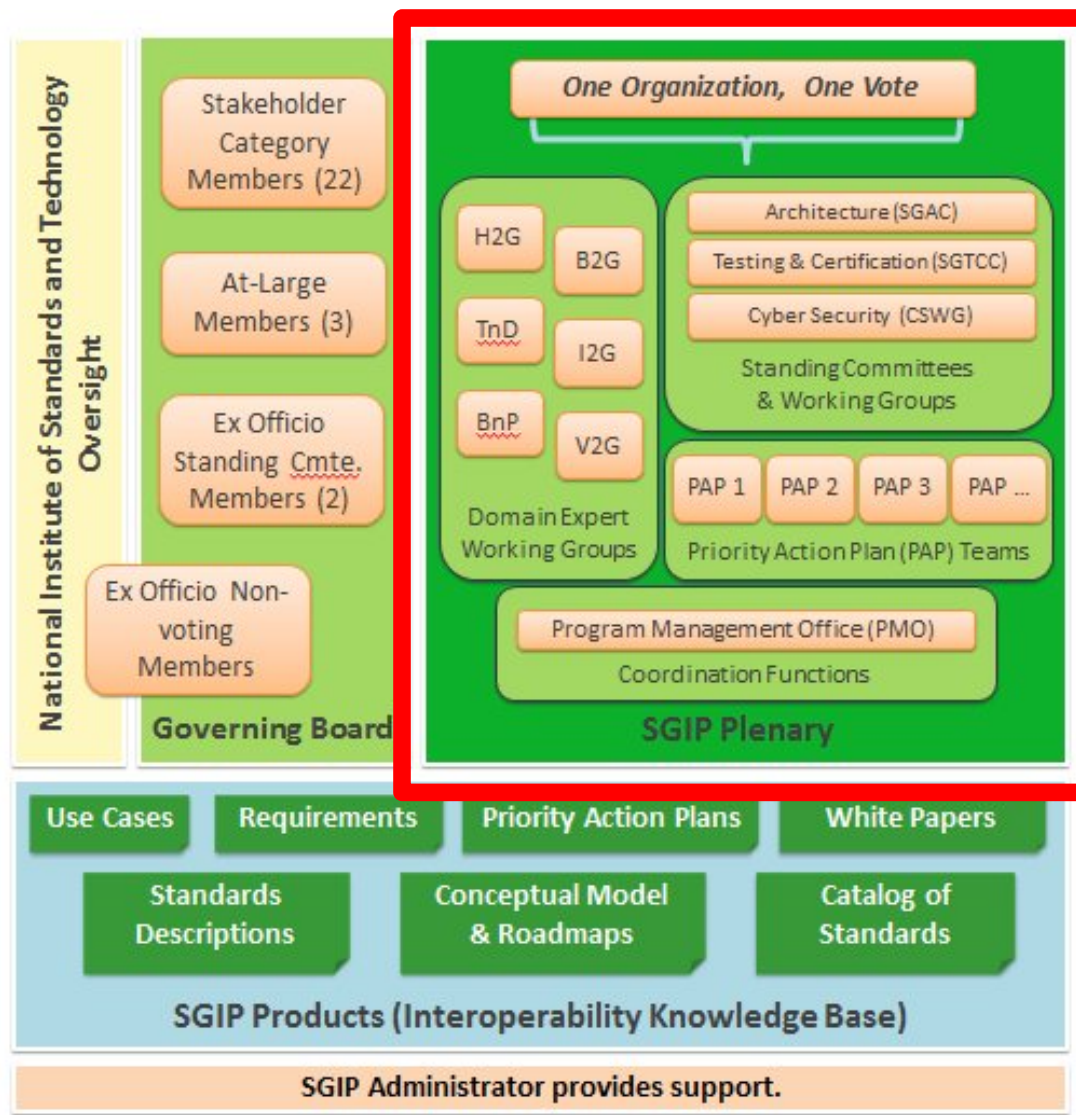 National Institute of Standards and Technology
Oversight
Stakeholder
Category
Members (22)
At-Large
Members (3)
Ex Officio
Standing Cmte.
Members (2)
Ex Officio Non-
voting
Members
Governing Board
One Organization, One Vote
H2G
B2G
TnD
I2G
BnP
V2G
Domain Expert
Working Groups
Architecture (SGAC)
Testing & Certification (SGTCC)
Cyber Security (CSWG)
Standing Committees
& Working Groups
PAP 1
PAP 2
PAP 3
PAP ...
Priority Action Plan (PAP) Teams
Program Management Office (PMO)
Coordination Functions
SGIP Plenary
Use Cases
Requirements
Priority Action Plans
White Papers
Standards
Descriptions
Conceptual Model
& Roadmaps
Catalog of
Standards
SGIP Products (Interoperability Knowledge Base)
SGIP Administrator provides support.